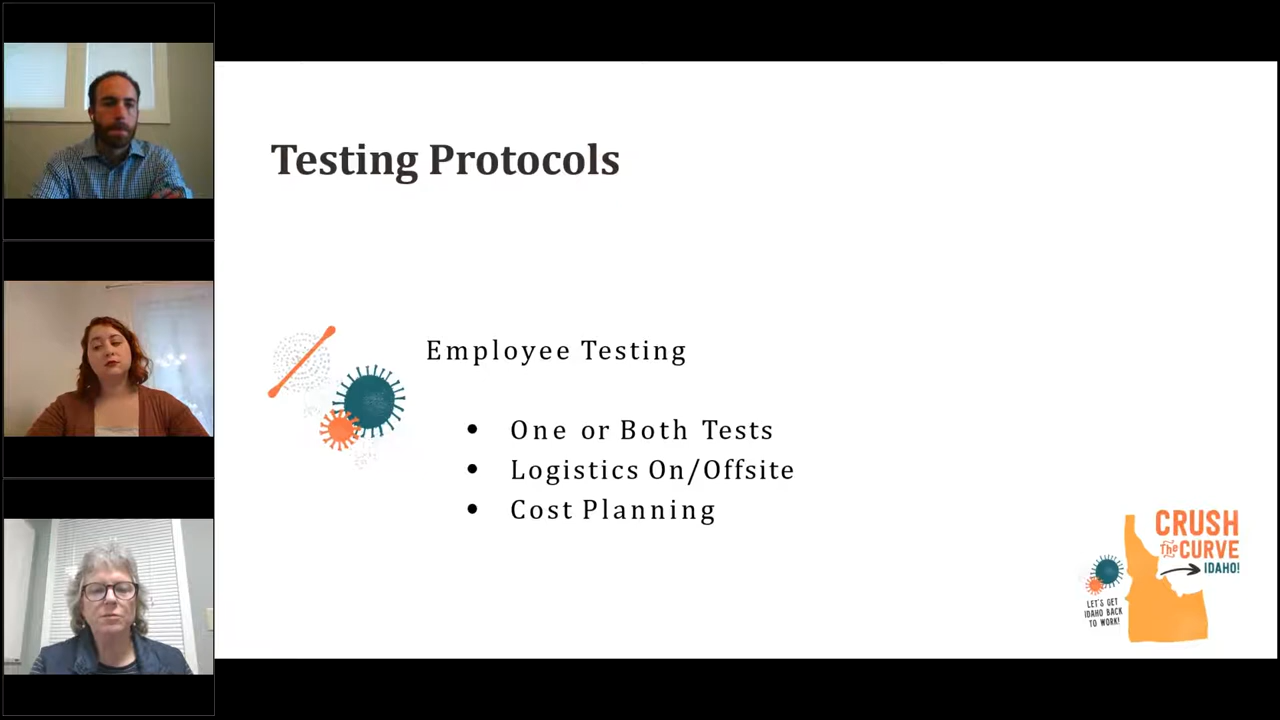 Testing Protocols
Employee Testing
• One or Both Tests
• Logistics On/Offsite
• Cost Planning
CRUSH
The CURVE
IDAHO!
LET'S GET
IDAHO BACK
TO WORK!